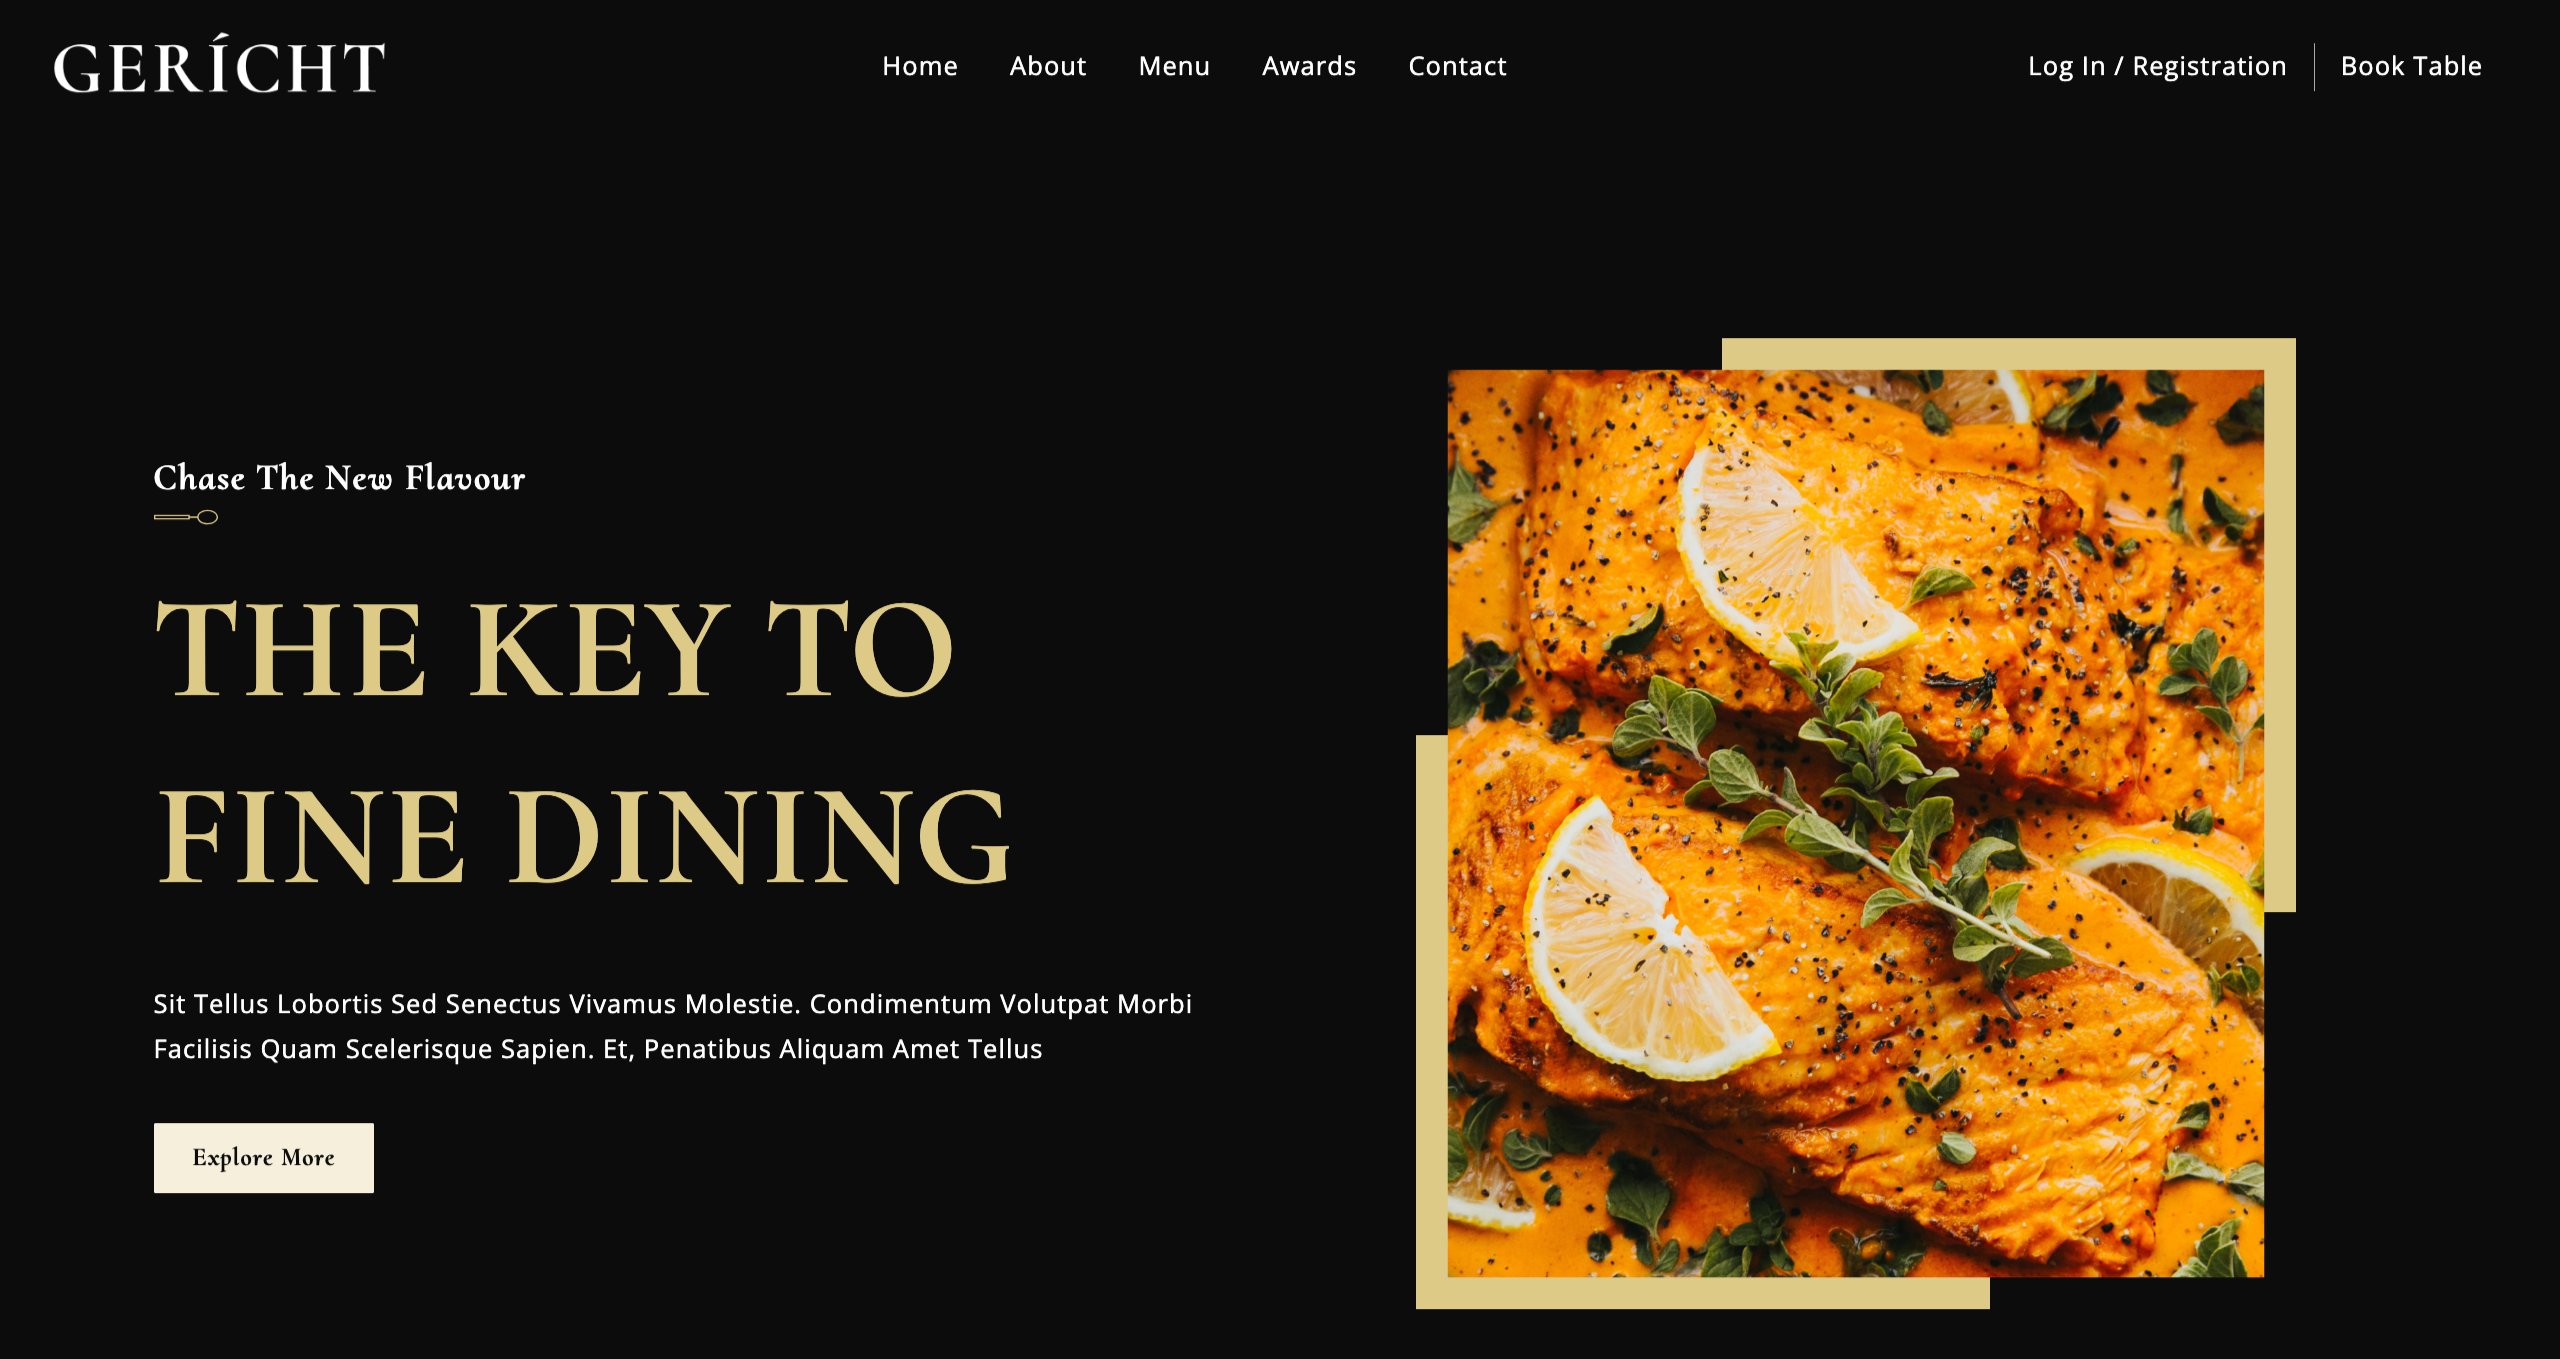 GERÍCHT
Home About Menu Awards Contact
Log In / Registration Book Table
Chase The New Flavour
THE KEY TO
FINE DINING
Sit Tellus Lobortis Sed Senectus Vivamus Molestie. Condimentum Volutpat Morbi
Facilisis Quam Scelerisque Sapien. Et, Penatibus Aliquam Amet Tellus
Explore More